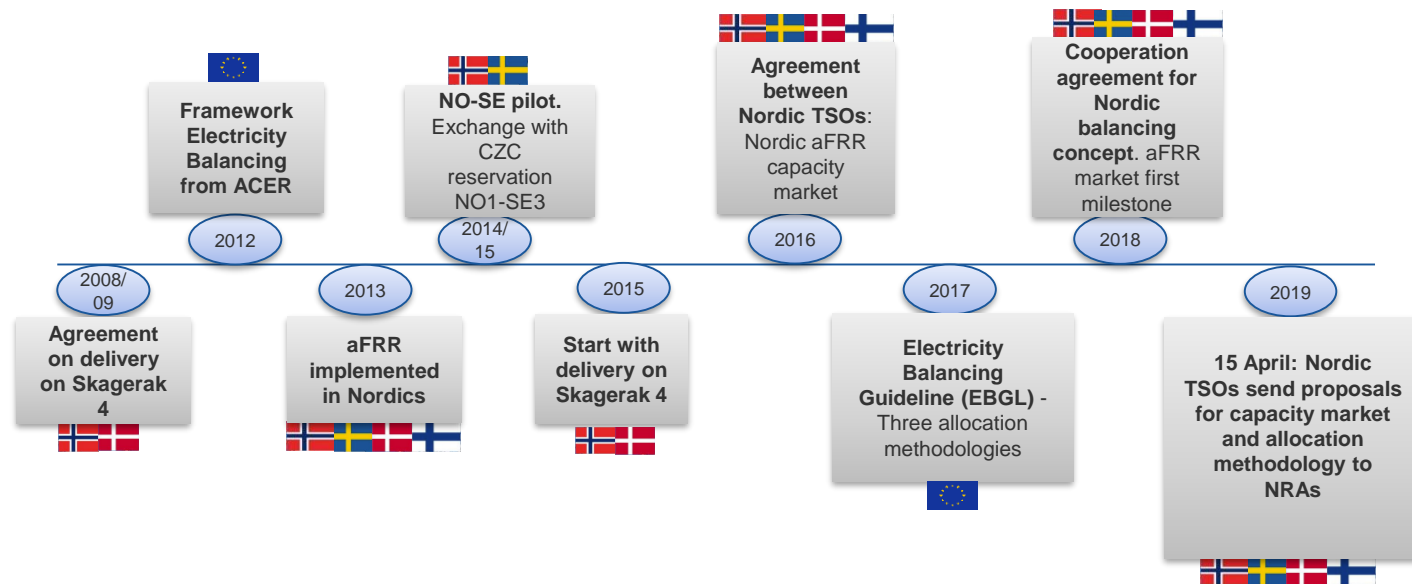 Framework
Electricity
Balancing
from ACER
2012
NO-SE pilot.
Exchange with
CZC
reservation
NO1-SE3
2014/
15
Agreement
between
Nordic TSOs:
Nordic aFRR
capacity
market
2016
Cooperation
agreement for
Nordic
balancing
concept. aFRR
market first
milestone
2018
2008/
09
Agreement
on delivery
on Skagerak
4
2013
aFRR
implemented
in Nordics
2015
Start with
delivery on
Skagerak 4
2017
Electricity
Balancing
Guideline (EBGL) -
Three allocation
methodologies
2019
15 April: Nordic
TSOs send proposals
for capacity market
and allocation
methodology to
NRAs